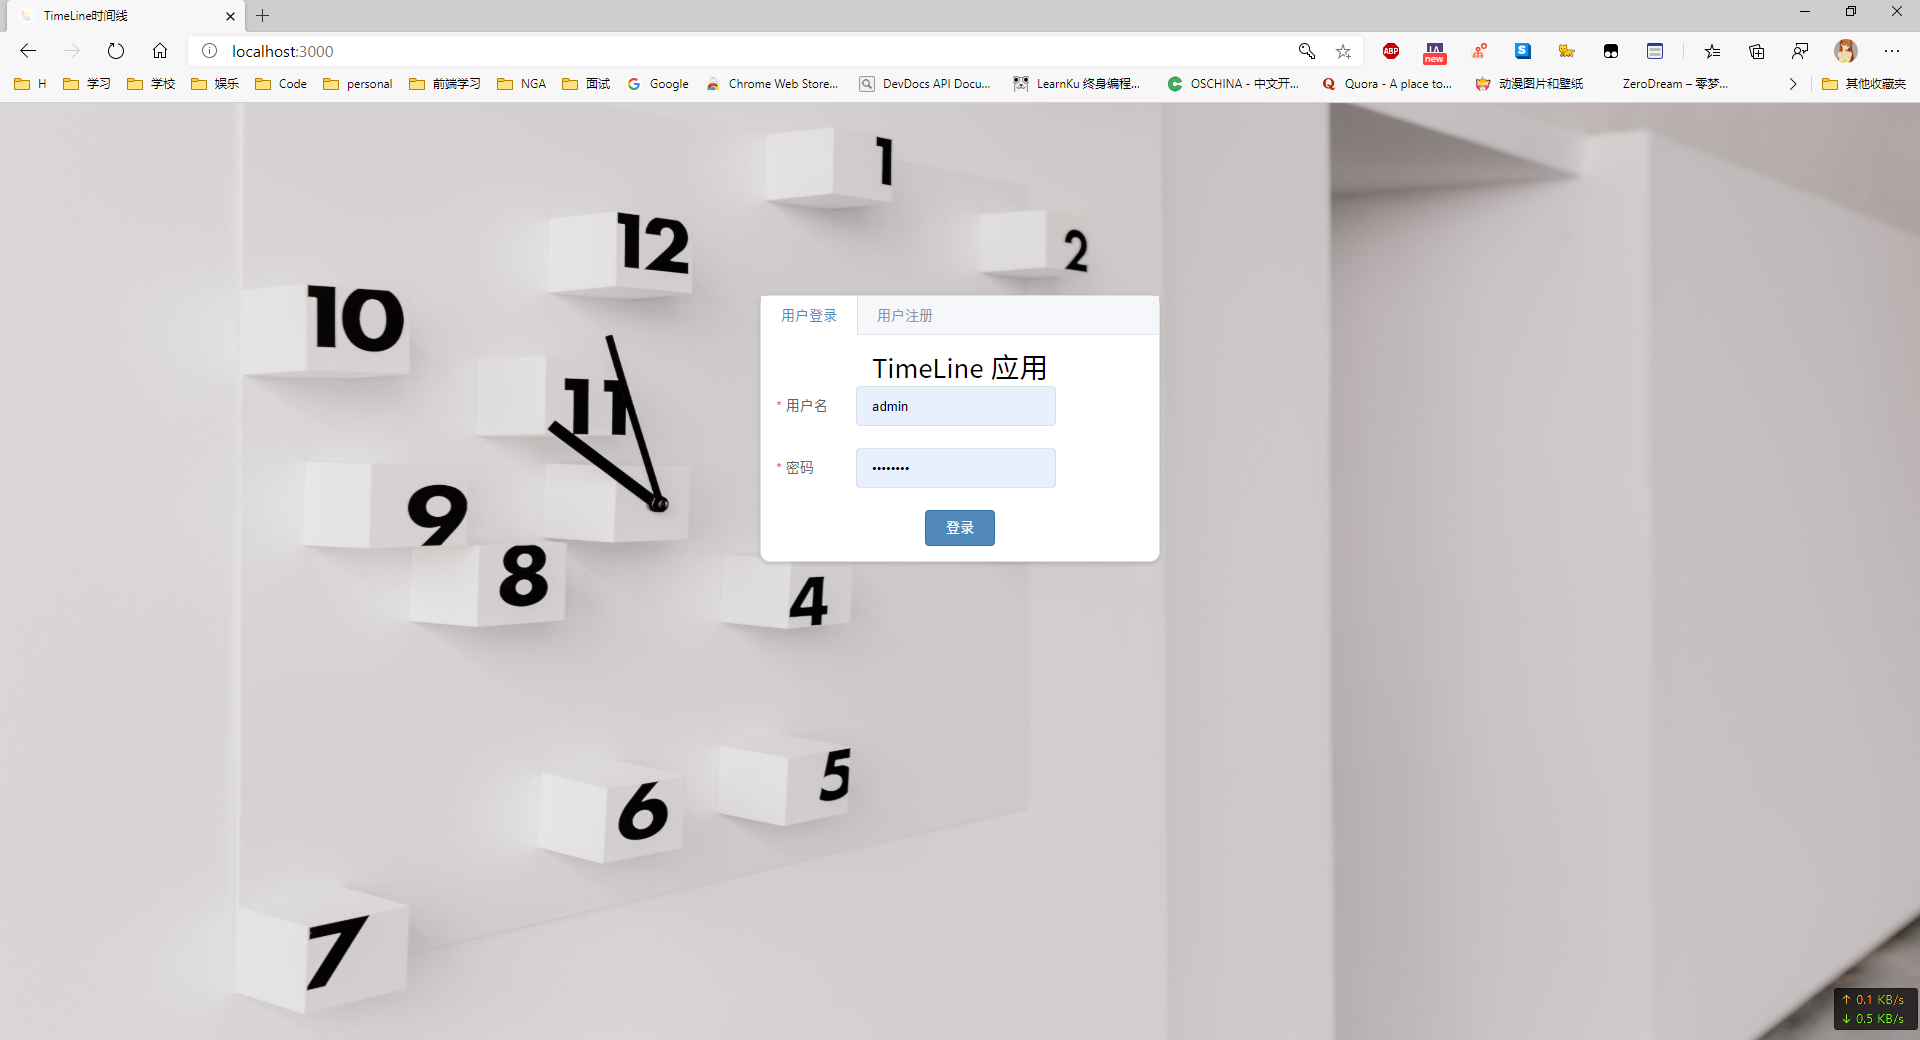 TimeLine时间线
localhost:3000
new
H 学习 学校 娱乐 Code personal 前端学习 NGA 面试 Google Chrome Web Store... DevDocs API Docu... LearnKu 终身编程... OSCHINA - 中文开... Quora - A place to... 动漫图片和壁纸 ZeroDream – 零梦... 其他收藏夹
1
12
2
10
11
9
8
4
5
6
7
用户登录 用户注册
TimeLine 应用
* 用户名 admin
* 密码 ••••••••
登录
↑ 0.1 KB/s
↓ 0.5 KB/s